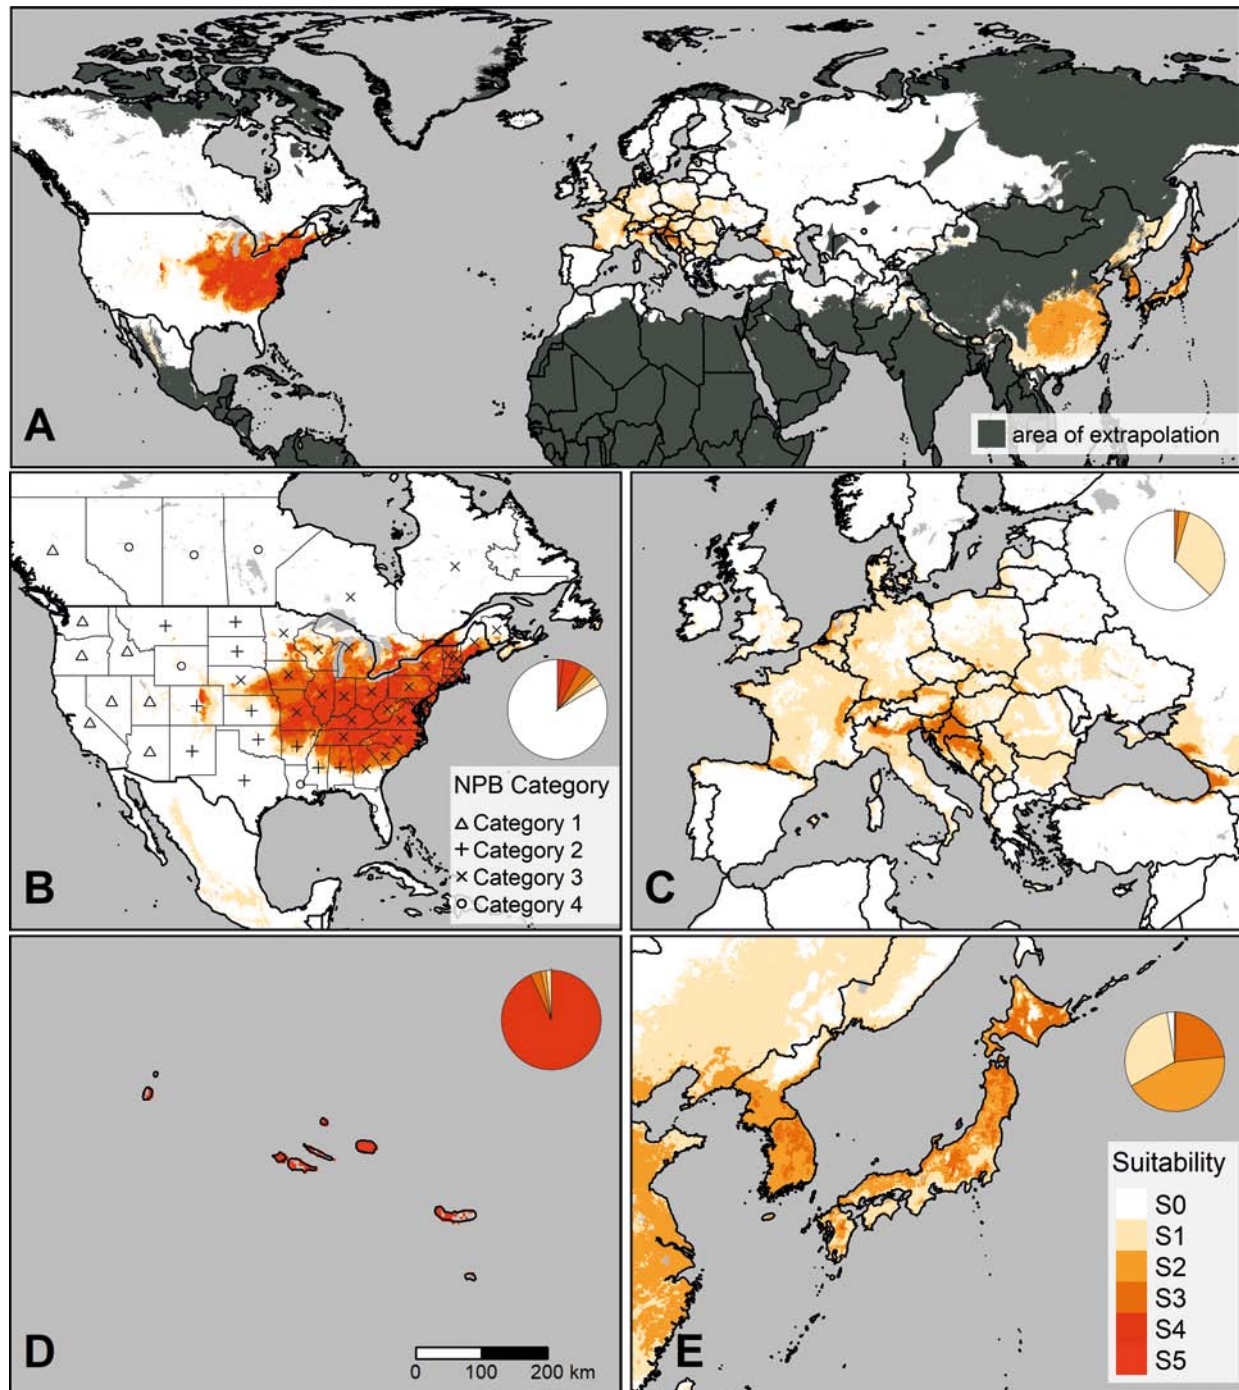 A
area of extrapolation
B
NPB Category
Category 1
Category 2
Category 3
Category 4
C
D
0 100 200 km
E
Suitability
S0
S1
S2
S3
S4
S5